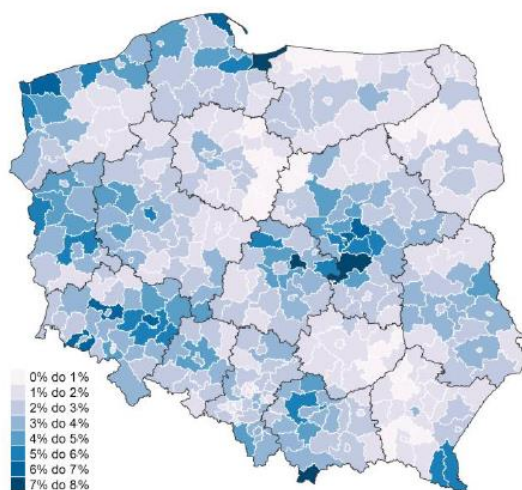 0% do 1%
1% do 2%
2% do 3%
3% do 4%
4% do 5%
5% do 6%
6% do 7%
7% do 8%